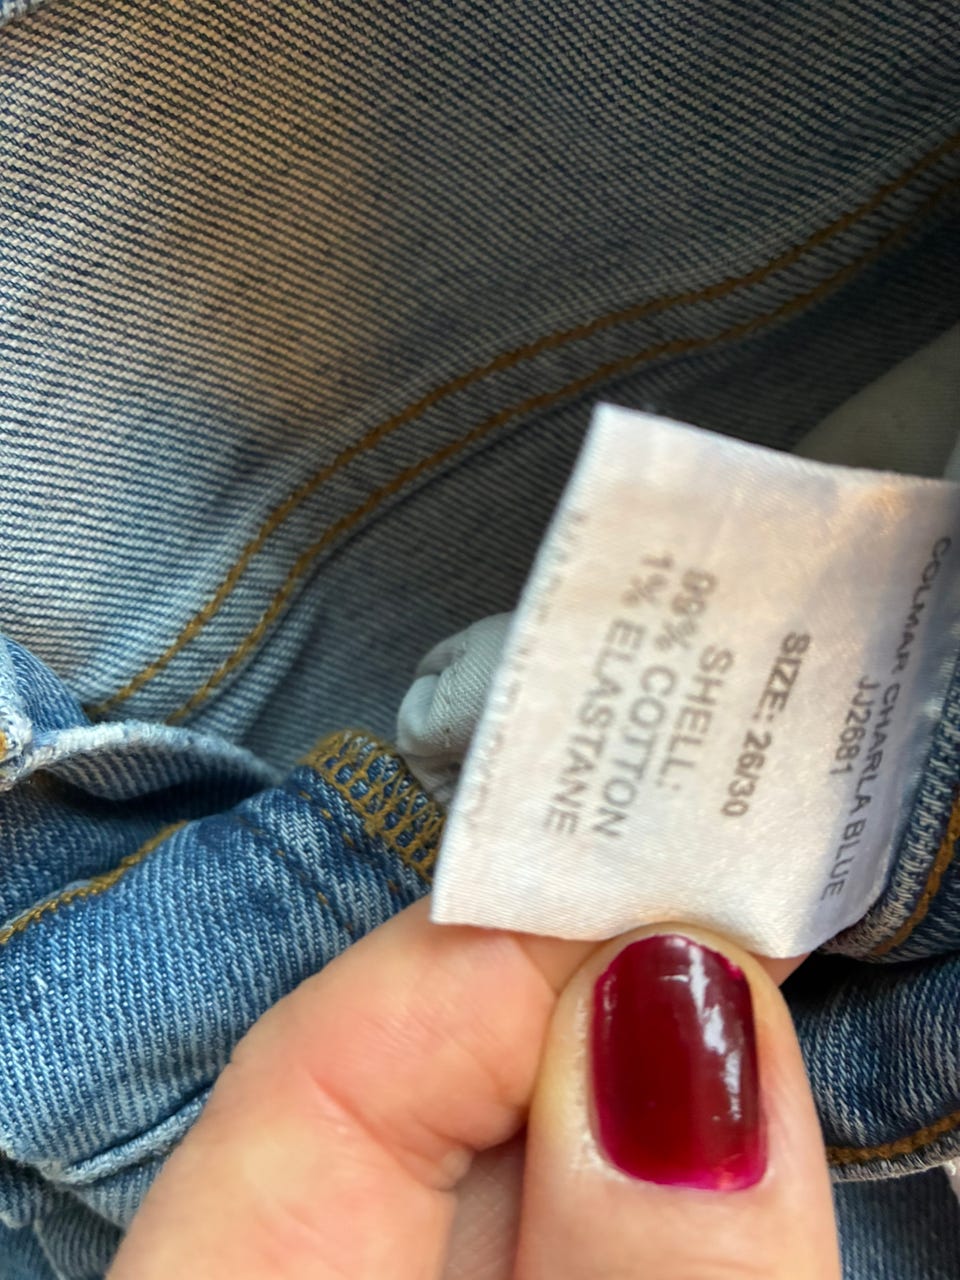 COLMAR CHARLA BLUE
JJ2681
SIZE: 26/30
SHELL:
99% COTTON
1% ELASTANE